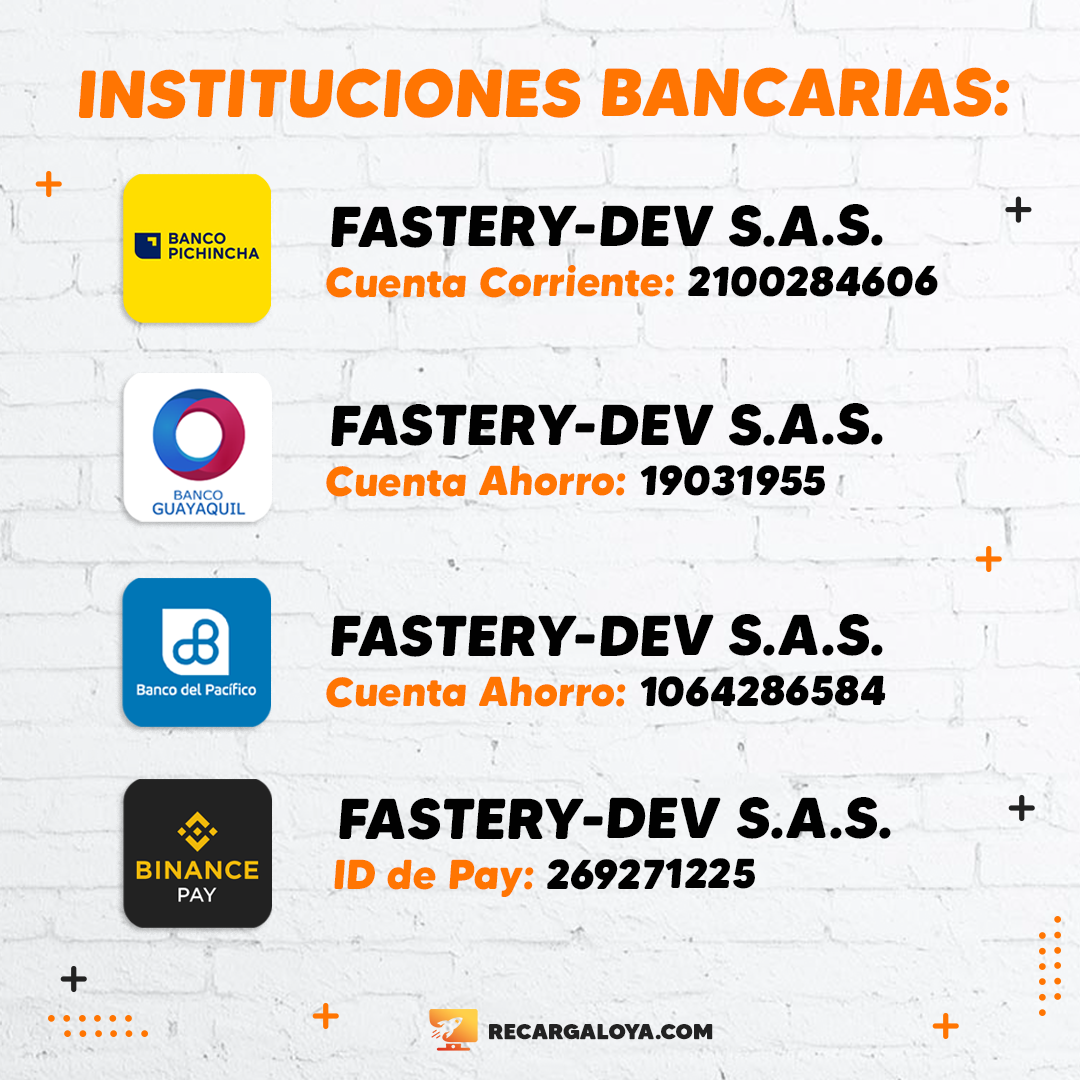 INSTITUCIONES BANCARIAS:
BANCO
PICHINCHA
FASTERY-DEV S.A.S.
Cuenta Corriente: 2100284606
BANCO
GUAYAQUIL
FASTERY-DEV S.A.S.
Cuenta Ahorro: 19031955
Banco del Pacífico
FASTERY-DEV S.A.S.
Cuenta Ahorro: 1064286584
BINANCE
PAY
FASTERY-DEV S.A.S.
ID de Pay: 269271225
RECARGALOYA.COM